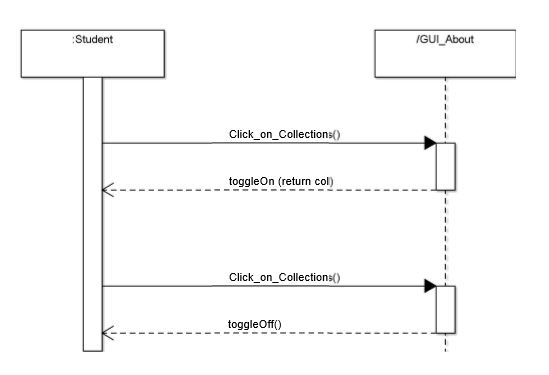 :Student
/GUI_About
Click_on_Collections()
toggleOn (return col)
Click_on_Collections()
toggleOff()